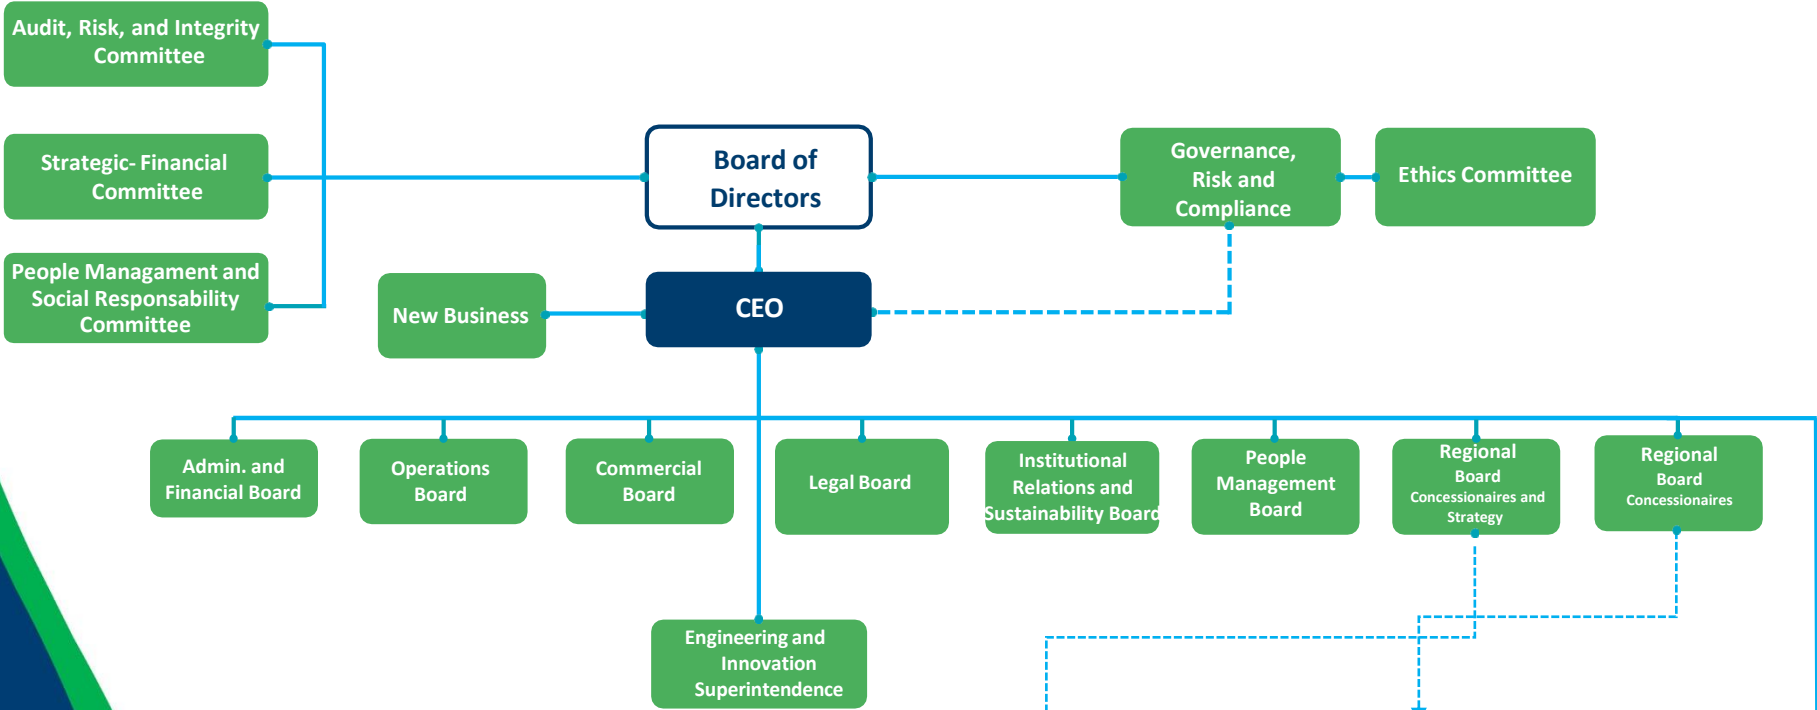 Audit, Risk, and Integrity
Committee
Strategic- Financial
Committee
People Managament and
Social Responsability
Committee
Board of
Directors
Governance,
Risk and
Compliance
Ethics Committee
New Business
CEO
Admin. and
Financial Board
Operations
Board
Commercial
Board
Legal Board
Institutional
Relations and
Sustainability Board
People
Management
Board
Regional
Board
Concessionaires and
Strategy
Regional
Board
Concessionaires
Engineering and
Innovation
Superintendence